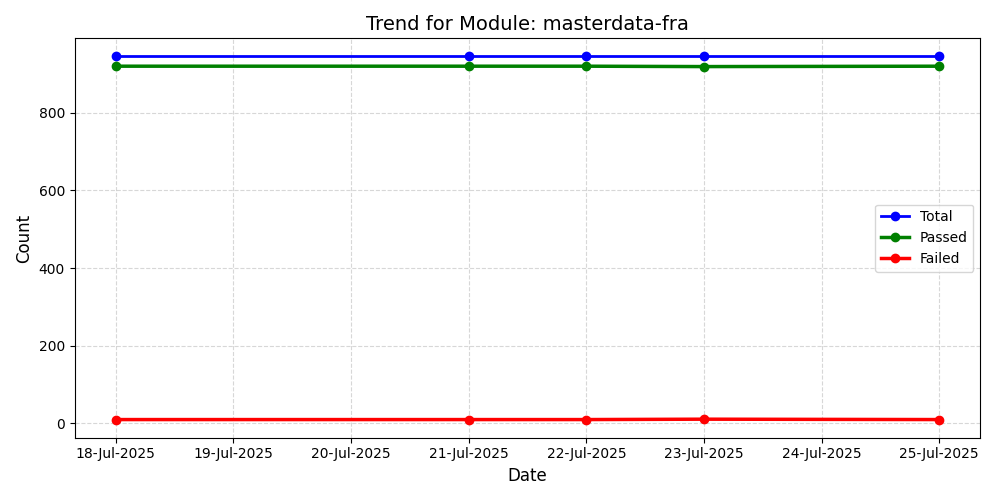 Trend for Module: masterdata-fra
Count
800
600
400
200
0
Total
Passed
Failed
18-Jul-2025 19-Jul-2025 20-Jul-2025 21-Jul-2025 22-Jul-2025 23-Jul-2025 24-Jul-2025 25-Jul-2025
Date